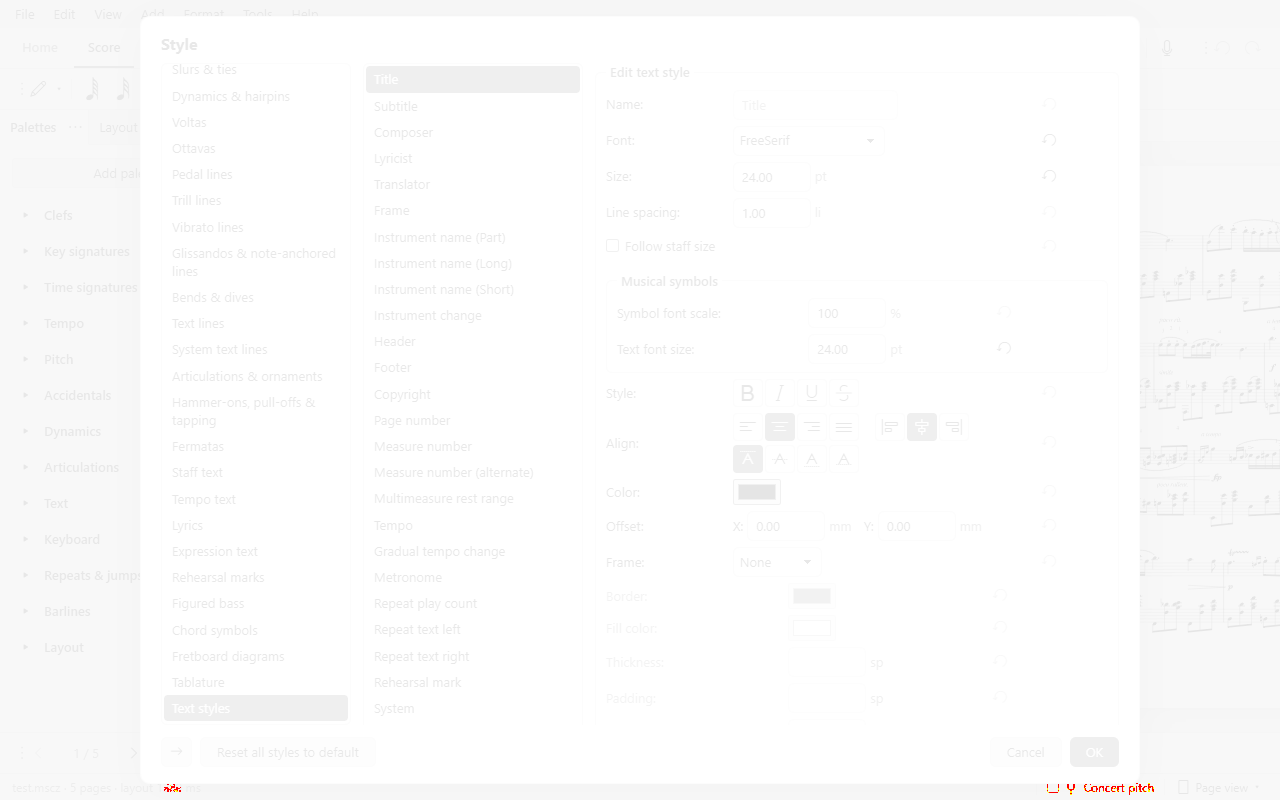 File Edit View Add Format Tools Help
Home Score
Palettes ··· Layout
Clefs
Key signatures
Time signatures
Tempo
Pitch
Accidentals
Dynamics
Articulations
Text
Keyboard
Repeats & jumps
Barlines
Layout
1 / 5
Style
Slurs & ties
Dynamics & hairpins
Voltas
Ottavas
Pedal lines
Trill lines
Vibrato lines
Glissandos & note-anchored
lines
Bends & dives
Text lines
System text lines
Articulations & ornaments
Hammer-ons, pull-offs &
tapping
Fermatas
Staff text
Tempo text
Lyrics
Expression text
Rehearsal marks
Figured bass
Chord symbols
Fretboard diagrams
Tablature
Text styles
Title
Subtitle
Composer
Lyricist
Translator
Frame
Instrument name (Part)
Instrument name (Long)
Instrument name (Short)
Instrument change
Header
Footer
Copyright
Page number
Measure number
Measure number (alternate)
Multimeasure rest range
Tempo
Gradual tempo change
Metronome
Repeat play count
Repeat text left
Repeat text right
Rehearsal mark
System
Edit text style
Name: Title
Font: FreeSerif
Size: 24.00 pt
Line spacing: 1.00 li
Follow staff size
Musical symbols
Symbol font scale: 100 %
Text font size: 24.00 pt
Style: B I U S
Align:
Color:
Offset: X: 0.00 mm Y: 0.00 mm
Frame: None
Border:
Fill color:
Thickness: sp
Padding: sp
→ Reset all styles to default Cancel OK
Concert pitch Page view